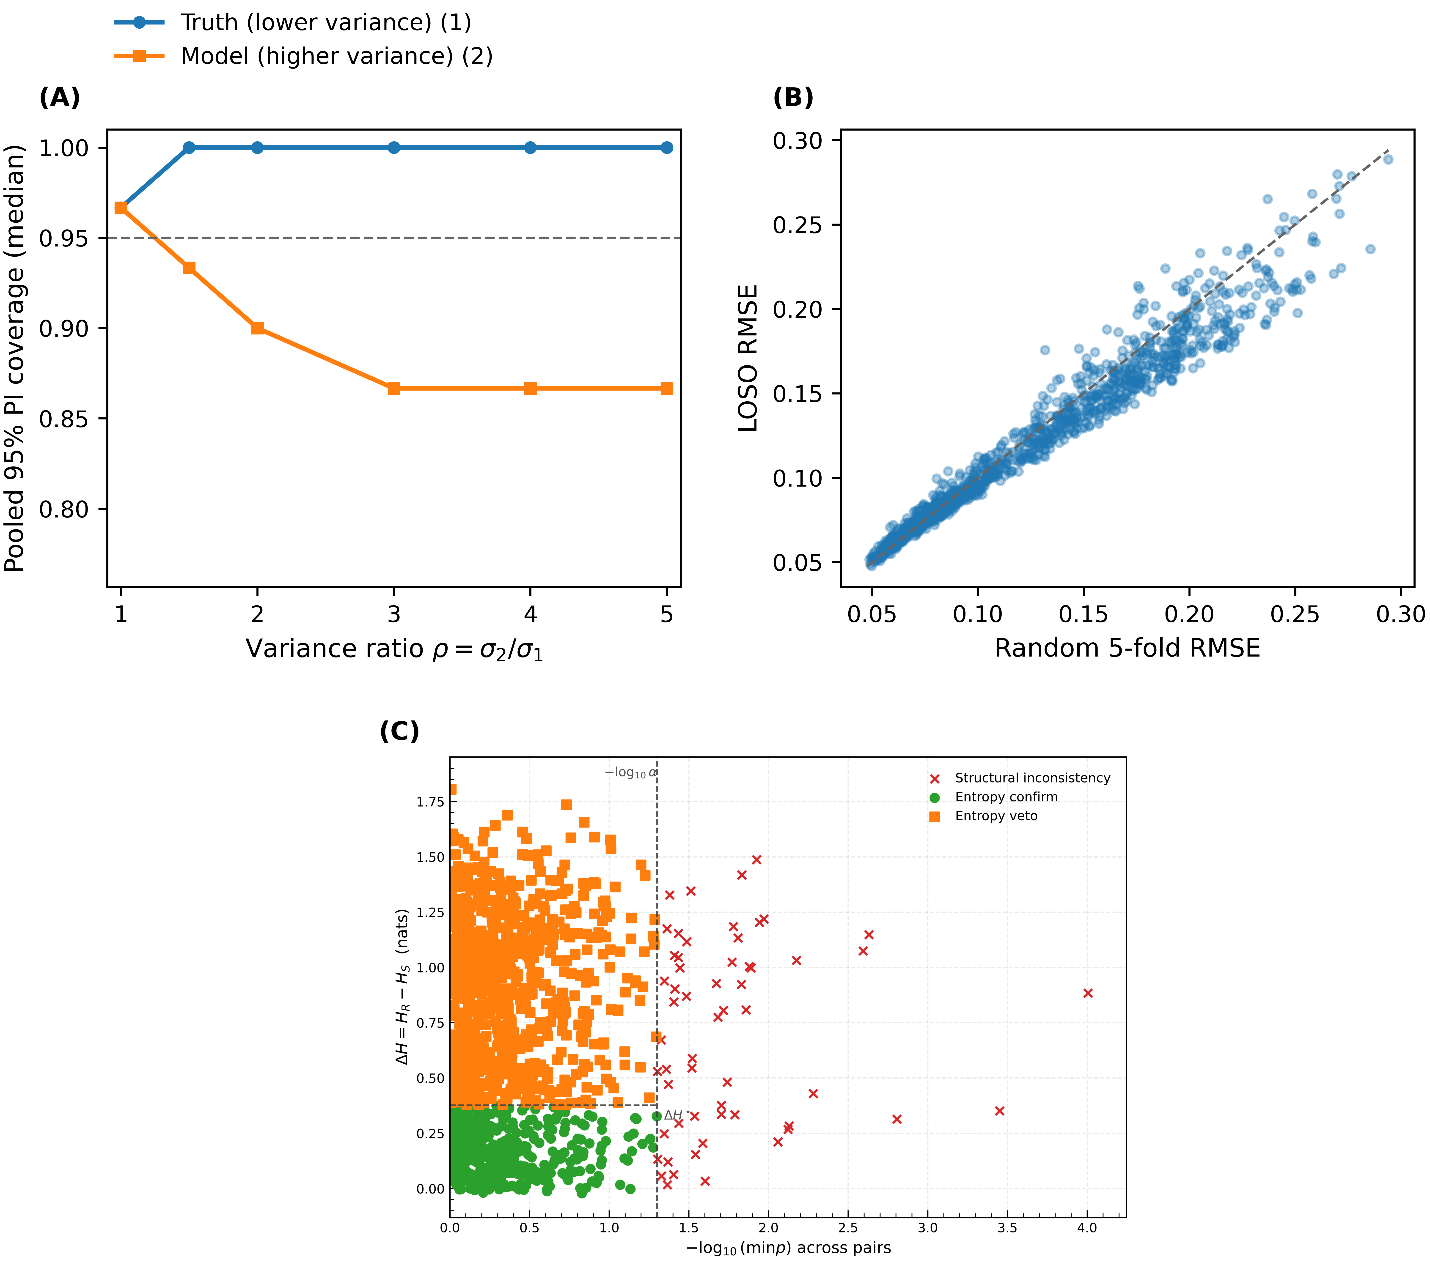 Truth (lower variance) (1)
Model (higher variance) (2)
(A)
1.00
0.95
0.90
0.85
0.80
Pooled 95% PI coverage (median)
1 2 3 4 5
Variance ratio ρ = σ₂/σ₁
(B)
0.30
0.25
0.20
0.15
0.10
0.05
LOSO RMSE
0.05 0.10 0.15 0.20 0.25 0.30
Random 5-fold RMSE
(C)
−log₁₀ α
Structural inconsistency
Entropy confirm
Entropy veto
1.75
1.50
1.25
1.00
0.75
0.50
0.25
0.00
ΔH = H_R − H_S (nats)
ΔH*
0.0 0.5 1.0 1.5 2.0 2.5 3.0 3.5 4.0
−log₁₀(minp) across pairs